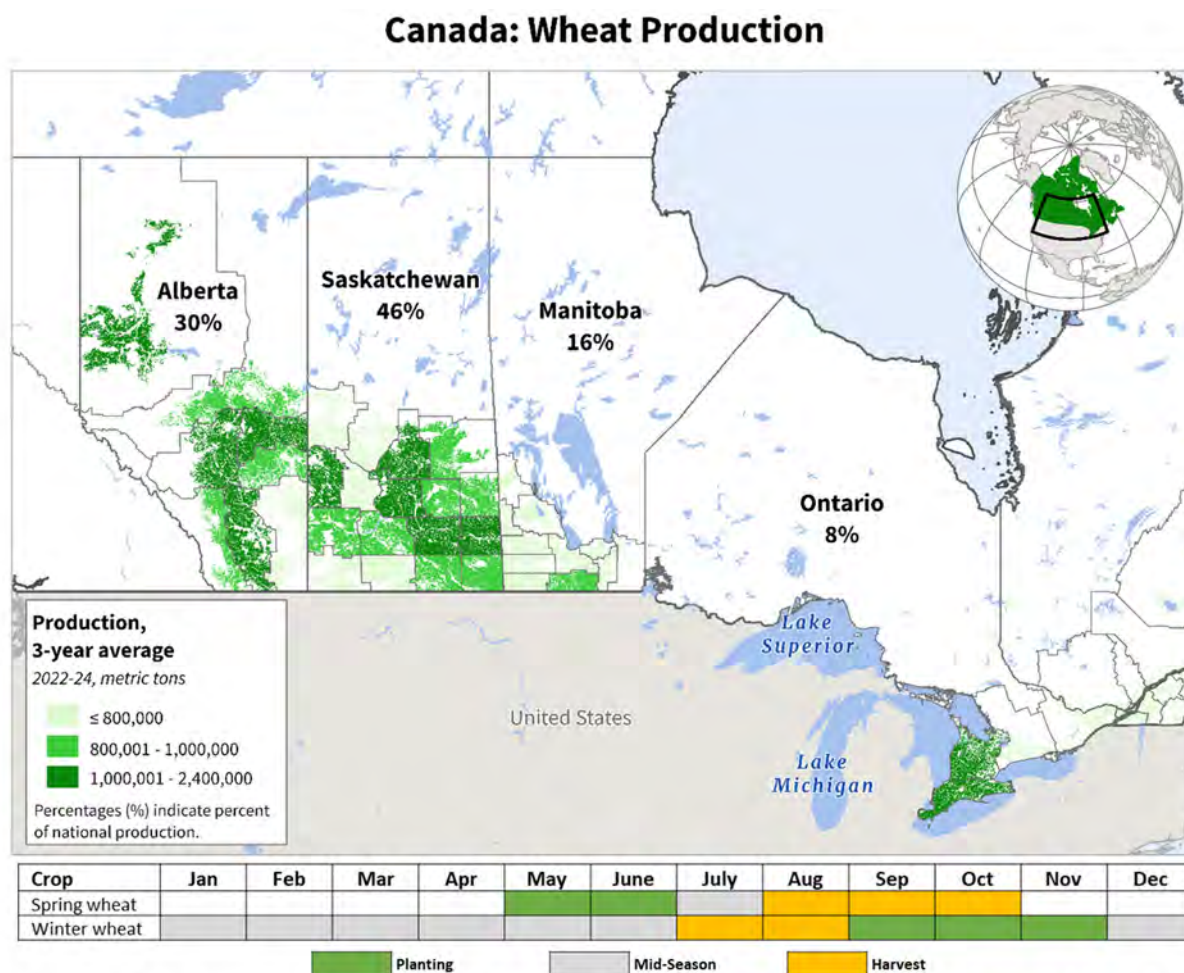 Canada: Wheat Production
Alberta
30%
Saskatchewan
46%
Manitoba
16%
Ontario
8%
Lake
Superior
United States
Lake
Michigan
Production,
3-year average
2022-24, metric tons
≤ 800,000
800,001 - 1,000,000
1,000,001 - 2,400,000
Percentages (%) indicate percent
of national production.
Crop Jan Feb Mar Apr May June July Aug Sep Oct Nov Dec
Spring wheat
Winter wheat
Planting Mid-Season Harvest